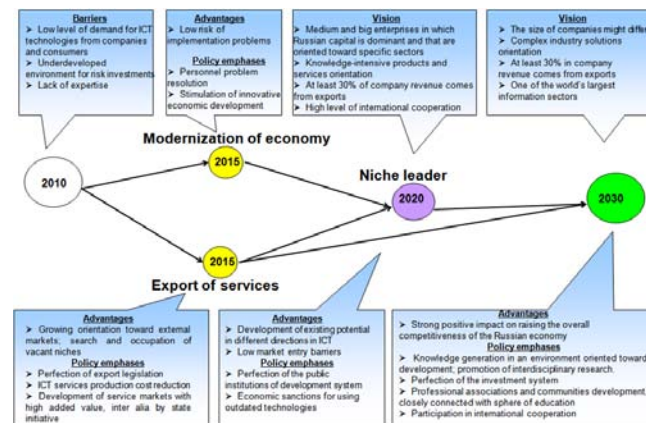 Barriers
➢ Low level of demand for ICT
technologies from companies
and consumers
➢ Underdeveloped
environment for risk investments
➢ Lack of expertise
Advantages
➢ Low risk of
implementation problems
Policy emphases
➢ Personnel problem
resolution
➢ Stimulation of innovative
economic development
Vision
➢ Medium and big enterprises in which
Russian capital is dominant and that are
oriented toward specific sectors
➢ Knowledge-intensive products and
services orientation
➢ At least 30% of company revenue comes
from exports
➢ High level of international cooperation
Vision
➢ The size of companies might differ
➢ Complex industry solutions
orientation
➢ At least 30% in company
revenue comes from exports
➢ One of the world's largest
information sectors
Modernization of economy
2015
2010
Niche leader
2020
2030
2015
Export of services
Advantages
➢ Growing orientation toward external
markets; search and occupation of
vacant niches
Policy emphases
➢ Perfection of export legislation
➢ ICT services production cost reduction
➢ Development of service markets with
high added value, inter alia by state
initiative
Advantages
➢ Development of existing potential
in different directions in ICT
➢ Low market entry barriers
Policy emphases
➢ Perfection of the public
institutions of development system
➢ Economic sanctions for using
outdated technologies
Advantages
➢ Strong positive impact on raising the overall
competitiveness of the Russian economy
Policy emphases
➢ Knowledge generation in an environment oriented toward
development; promotion of interdisciplinary research.
➢ Perfection of the investment system
➢ Professional associations and communities development,
closely connected with sphere of education
➢ Participation in international cooperation